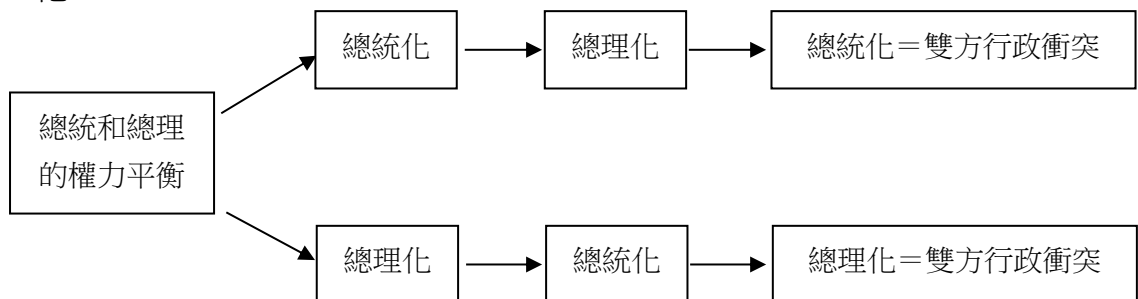 總統化
總理化
總統化＝雙方行政衝突
總統和總理
的權力平衡
總理化
總統化
總理化＝雙方行政衝突